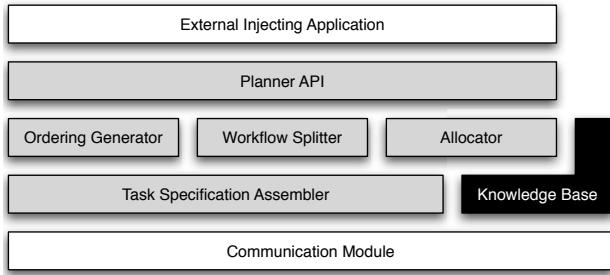 External Injecting Application
Planner API
Ordering Generator Workflow Splitter Allocator
Task Specification Assembler Knowledge Base
Communication Module